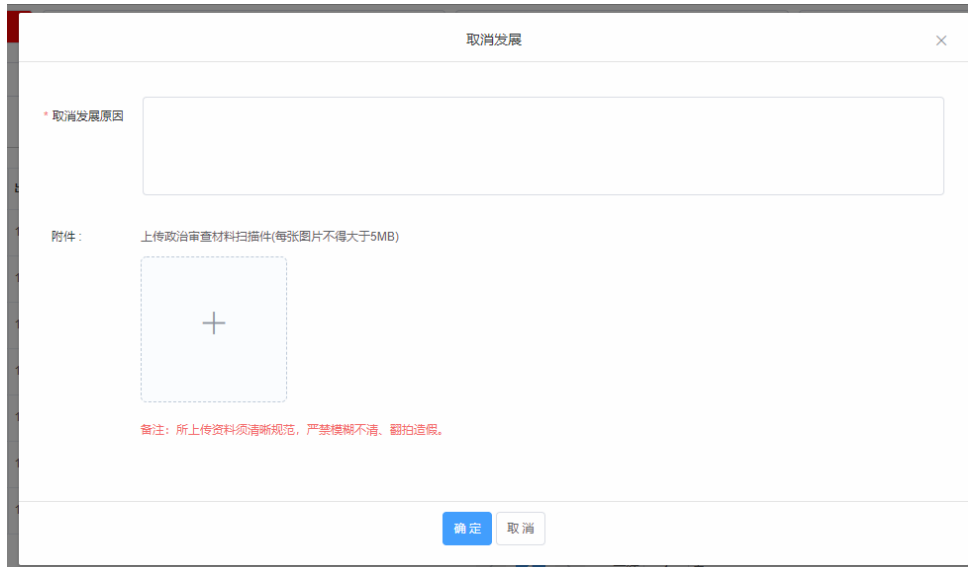 取消发展
* 取消发展原因
附件 :
上传政治审查材料扫描件(每张图片不得大于5MB)
备注：所上传资料须清晰规范，严禁模糊不清、翻拍造假。
确定
取消